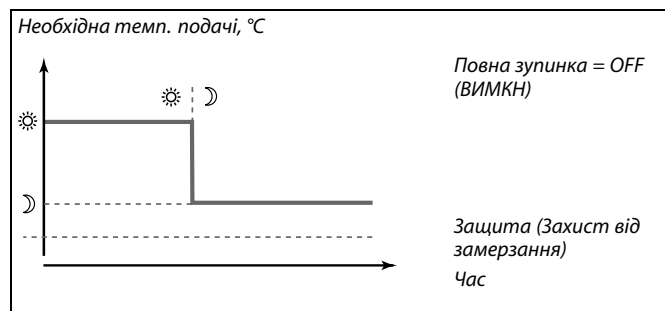 Необхідна темп. подачі, °C
Повна зупинка = OFF
(ВИМКН)
Защита (Захист від
замерзання)
Час